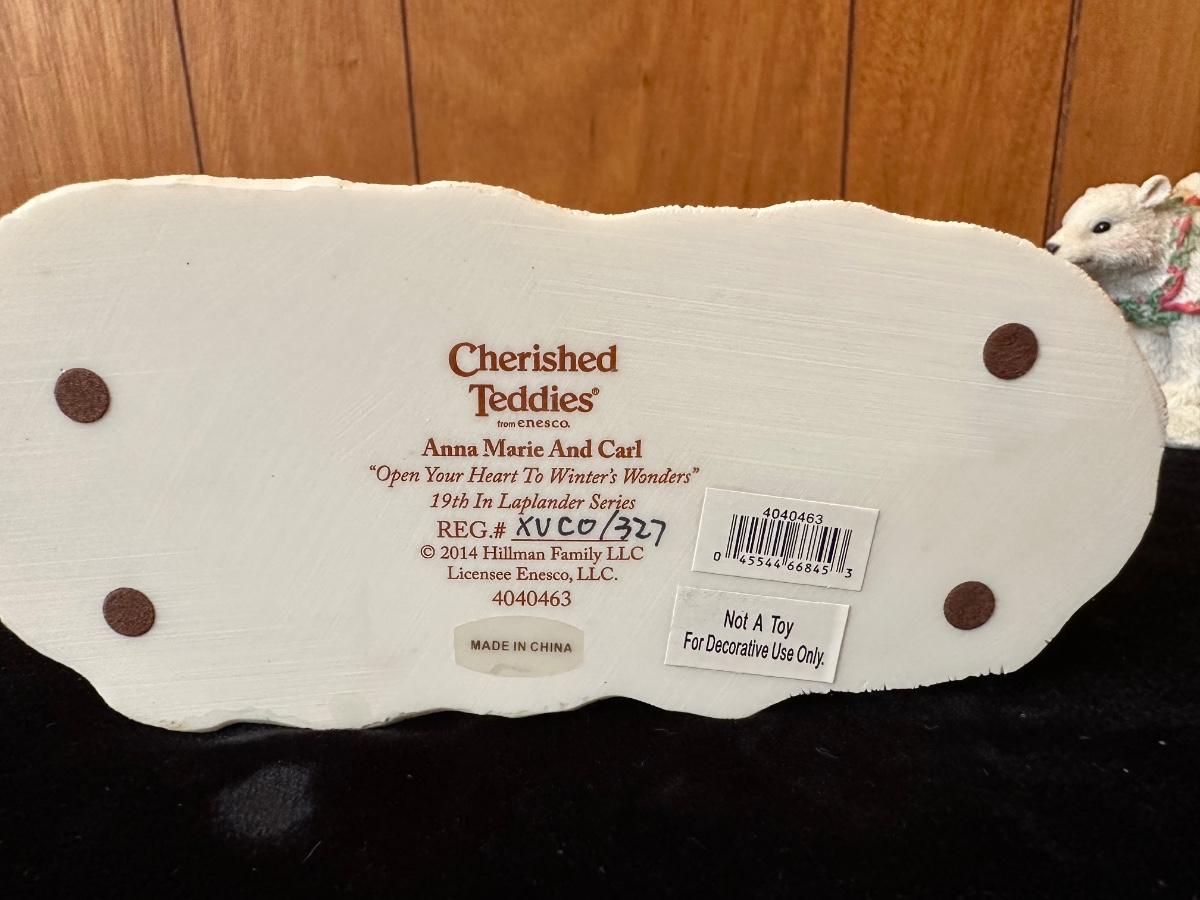 Cherished
Teddies®
from enesco.
Anna Marie And Carl
"Open Your Heart To Winter's Wonders"
19th In Laplander Series
REG.# XVCO/327
© 2014 Hillman Family LLC
Licensee Enesco, LLC.
4040463
MADE IN CHINA
4040463
0 45544 66845 3
Not A Toy
For Decorative Use Only.